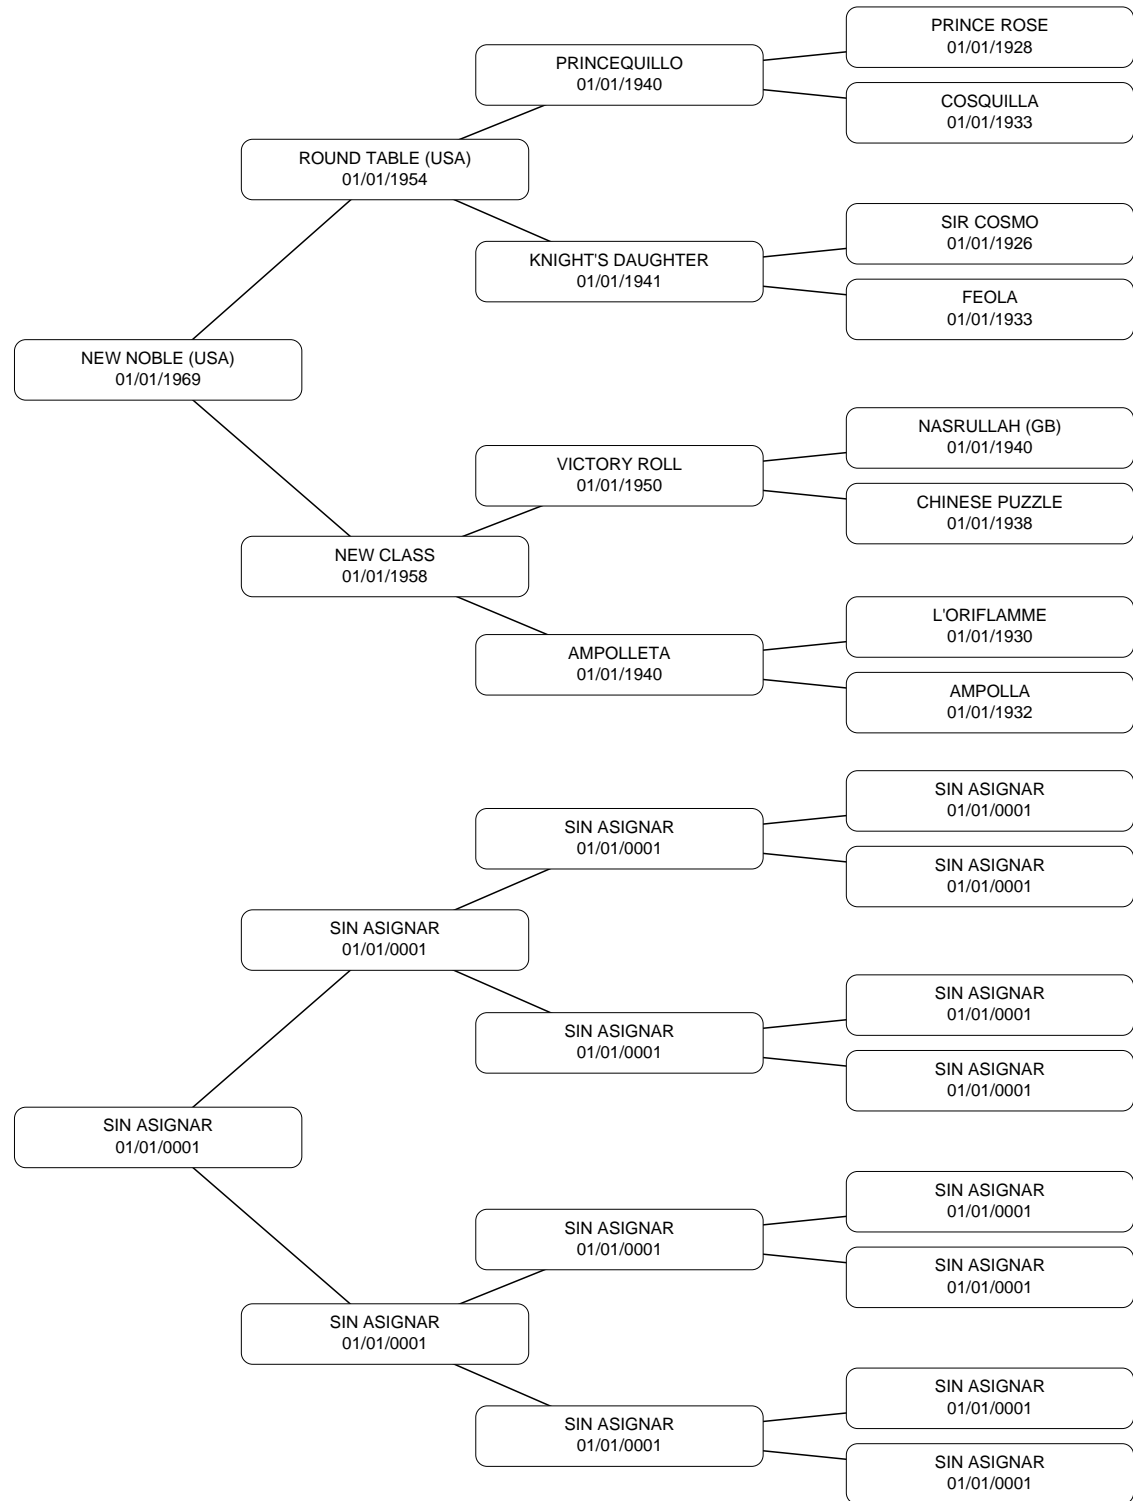 PRINCE ROSE
01/01/1928
PRINCEQUILLO
01/01/1940
COSQUILLA
01/01/1933
ROUND TABLE (USA)
01/01/1954
SIR COSMO
01/01/1926
KNIGHT'S DAUGHTER
01/01/1941
FEOLA
01/01/1933
NEW NOBLE (USA)
01/01/1969
NASRULLAH (GB)
01/01/1940
VICTORY ROLL
01/01/1950
CHINESE PUZZLE
01/01/1938
NEW CLASS
01/01/1958
L'ORIFLAMME
01/01/1930
AMPOLLETA
01/01/1940
AMPOLLA
01/01/1932
SIN ASIGNAR
01/01/0001
SIN ASIGNAR
01/01/0001
SIN ASIGNAR
01/01/0001
SIN ASIGNAR
01/01/0001
SIN ASIGNAR
01/01/0001
SIN ASIGNAR
01/01/0001
SIN ASIGNAR
01/01/0001
SIN ASIGNAR
01/01/0001
SIN ASIGNAR
01/01/0001
SIN ASIGNAR
01/01/0001
SIN ASIGNAR
01/01/0001
SIN ASIGNAR
01/01/0001
SIN ASIGNAR
01/01/0001
SIN ASIGNAR
01/01/0001
SIN ASIGNAR
01/01/0001